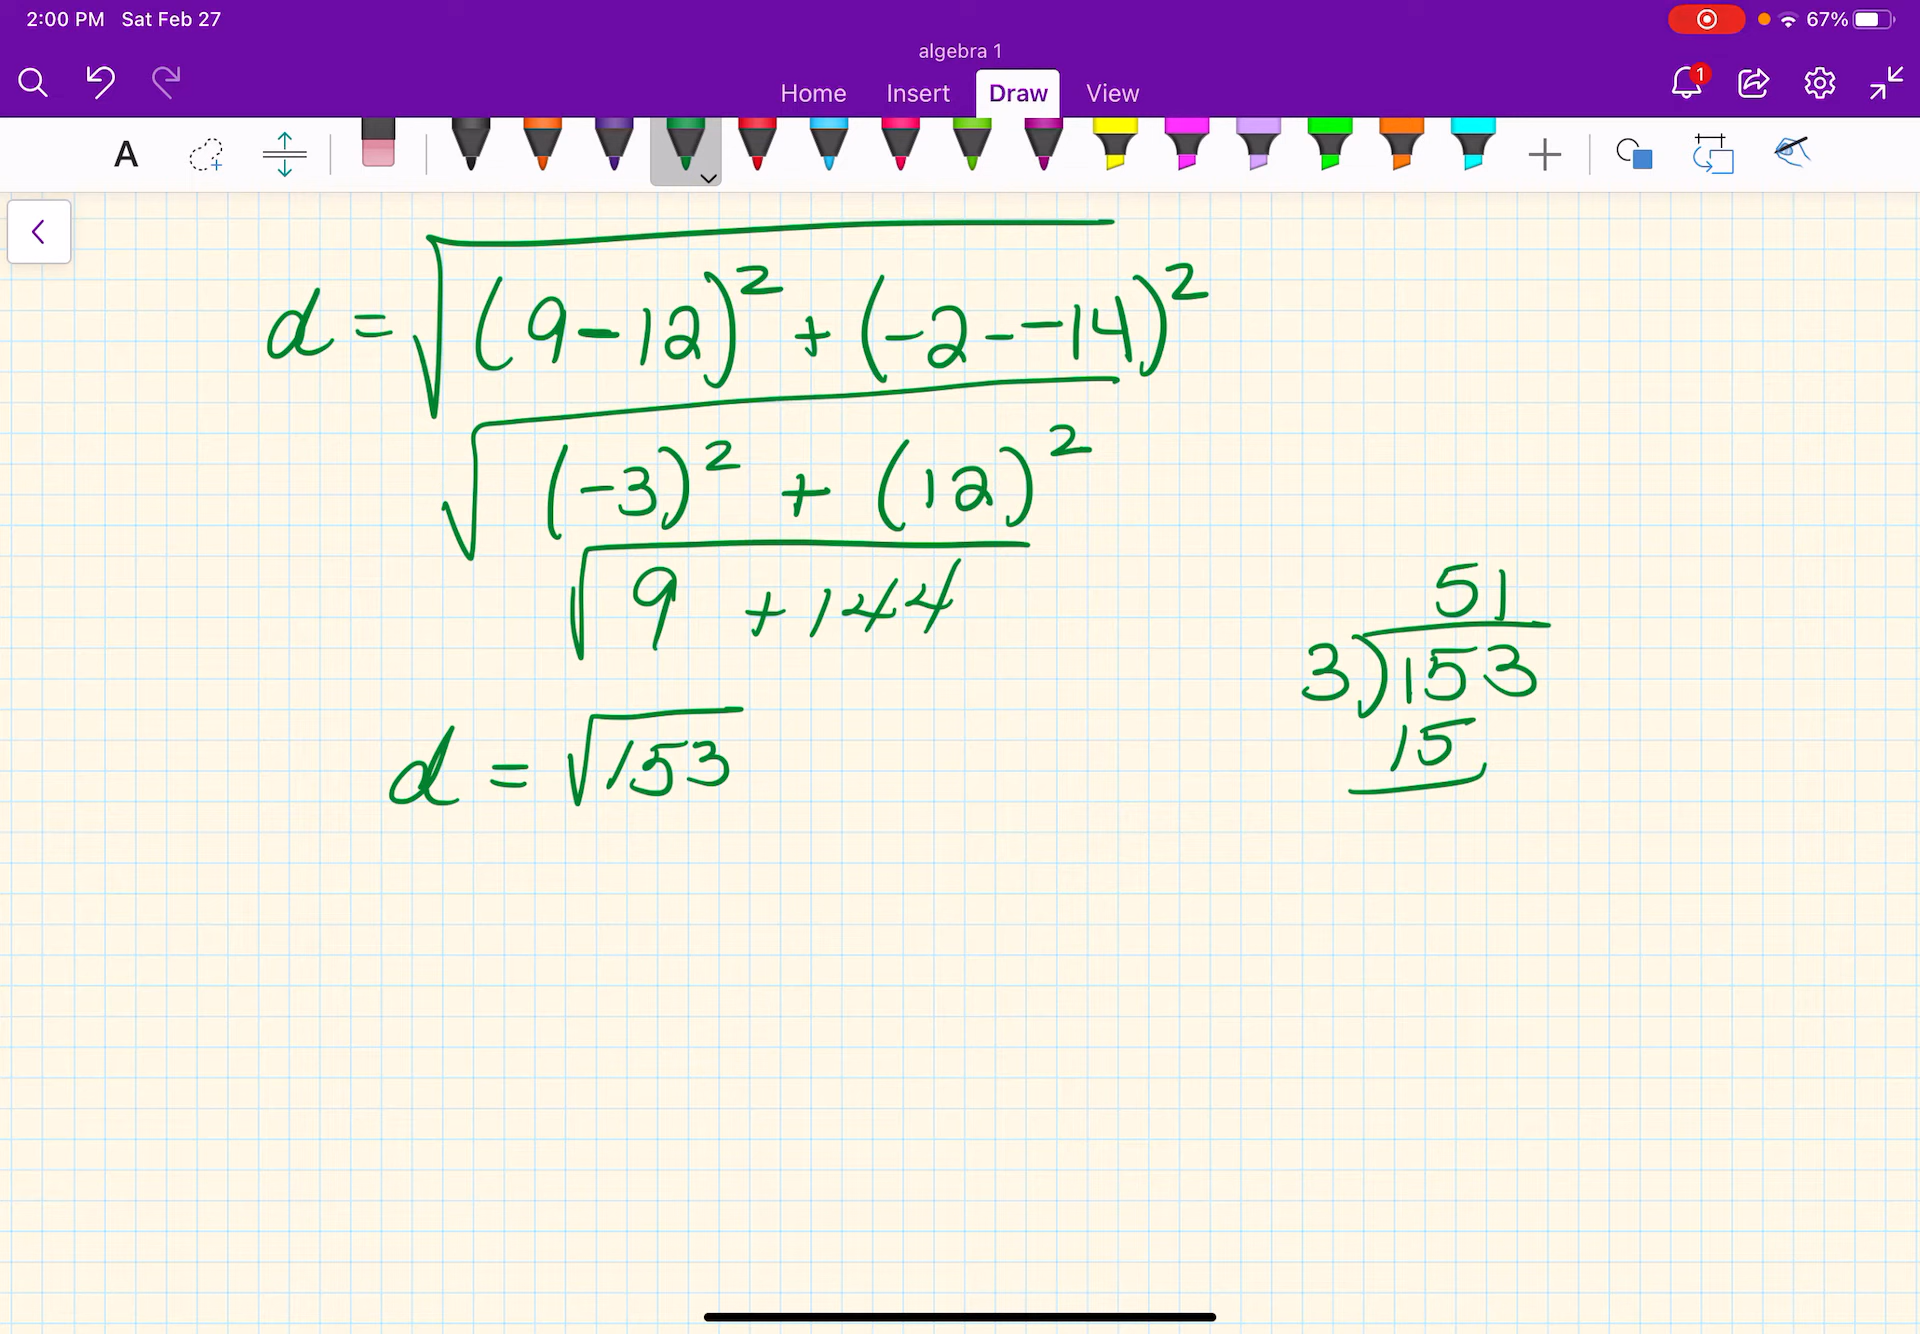 2:00 PM Sat Feb 27
67%
algebra 1
Home Insert Draw View
1
A
d = √(9-12)² + (-2--14)²
√(-3)² + (12)²
√9 + 144
d = √153
51
3)153
15